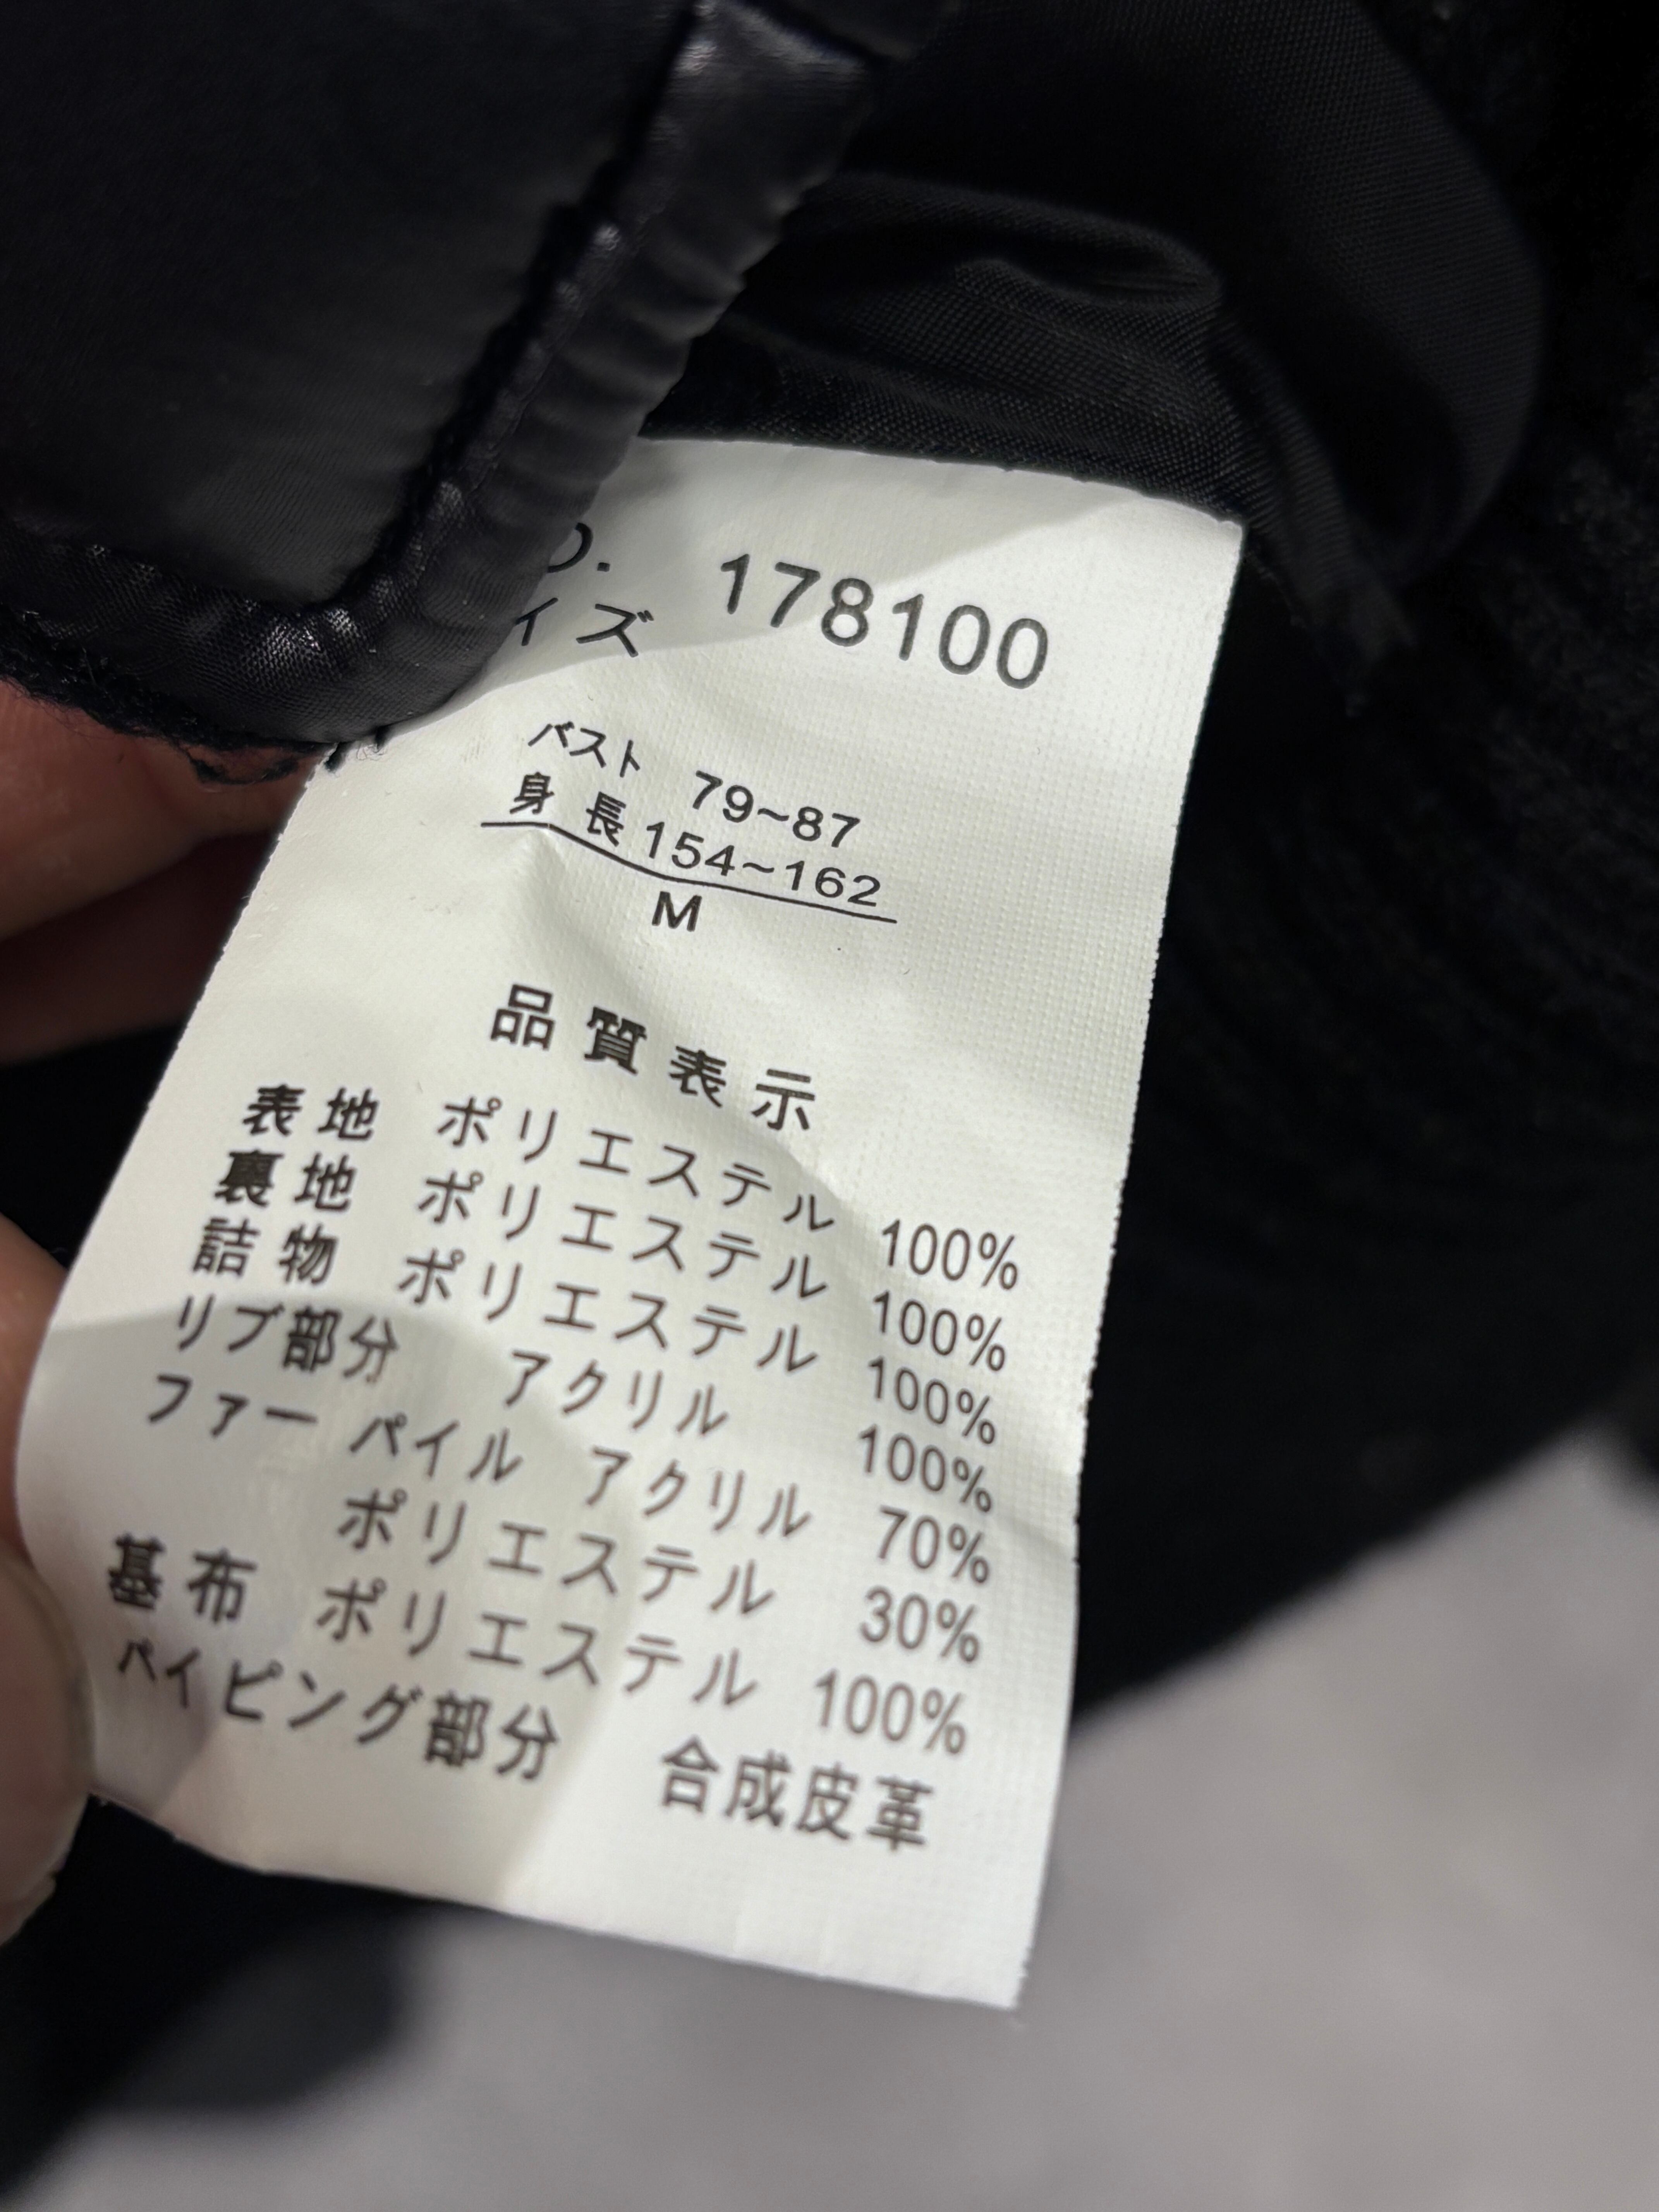 O. 178100
イズ
バスト 79~87
身長 154~162
M
品質表示
表地 ポリエステル 100%
裏地 ポリエステル 100%
詰物 ポリエステル 100%
リブ部分 アクリル 100%
ファー パイル アクリル 70%
ポリエステル 30%
基布 ポリエステル 100%
パイピング部分 合成皮革